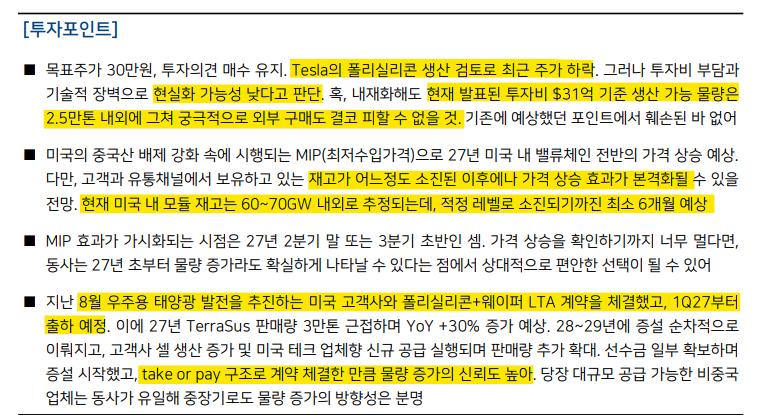 [투자포인트]
■ 목표주가 30만원, 투자의견 매수 유지. Tesla의 폴리실리콘 생산 검토로 최근 주가 하락. 그러나 투자비 부담과
기술적 장벽으로 현실화 가능성 낮다고 판단. 혹, 내재화해도 현재 발표된 투자비 $31억 기준 생산 가능 물량은
2.5만톤 내외에 그쳐 궁극적으로 외부 구매도 결코 피할 수 없을 것. 기존에 예상했던 포인트에서 훼손된 바 없어
■ 미국의 중국산 배제 강화 속에 시행되는 MIP(최저수입가격)으로 27년 미국 내 밸류체인 전반의 가격 상승 예상.
다만, 고객과 유통채널에서 보유하고 있는 재고가 어느정도 소진된 이후에나 가격 상승 효과가 본격화될 수 있을
전망. 현재 미국 내 모듈 재고는 60~70GW 내외로 추정되는데, 적정 레벨로 소진되기까진 최소 6개월 예상
■ MIP 효과가 가시화되는 시점은 27년 2분기 말 또는 3분기 초반인 셈. 가격 상승을 확인하기까지 너무 멀다면,
동사는 27년 초부터 물량 증가라도 확실하게 나타날 수 있다는 점에서 상대적으로 편안한 선택이 될 수 있어
■ 지난 8월 우주용 태양광 발전을 추진하는 미국 고객사와 폴리실리콘+웨이퍼 LTA 계약을 체결했고, 1Q27부터
출하 예정. 이에 27년 TerraSus 판매량 3만톤 근접하며 YoY +30% 증가 예상. 28~29년에 증설 순차적으로
이뤄지고, 고객사 셀 생산 증가 및 미국 테크 업체향 신규 공급 실행되며 판매량 추가 확대. 선수금 일부 확보하며
증설 시작했고, take or pay 구조로 계약 체결한 만큼 물량 증가의 신뢰도 높아. 당장 대규모 공급 가능한 비중국
업체는 동사가 유일해 중장기로도 물량 증가의 방향성은 분명